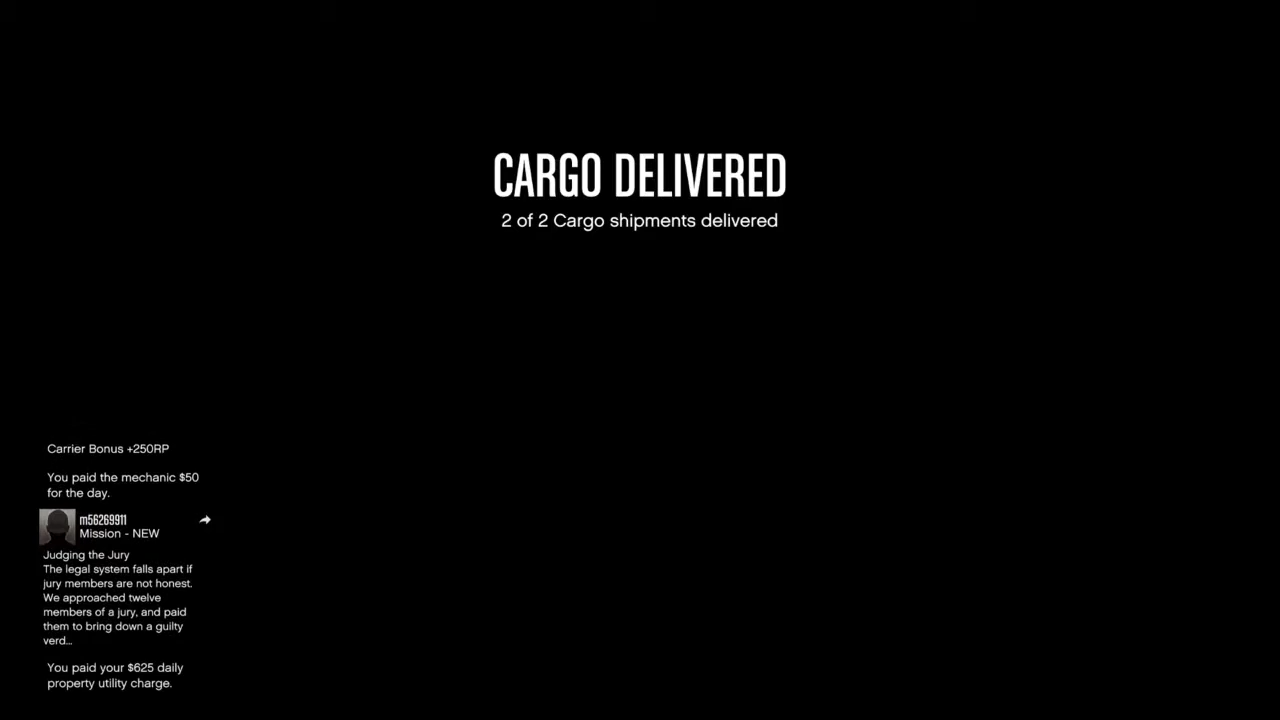 CARGO DELIVERED
2 of 2 Cargo shipments delivered
Carrier Bonus +250RP
You paid the mechanic $50
for the day.
m56269911
Mission - NEW
Judging the Jury
The legal system falls apart if
jury members are not honest.
We approached twelve
members of a jury, and paid
them to bring down a guilty
verd...
You paid your $625 daily
property utility charge.